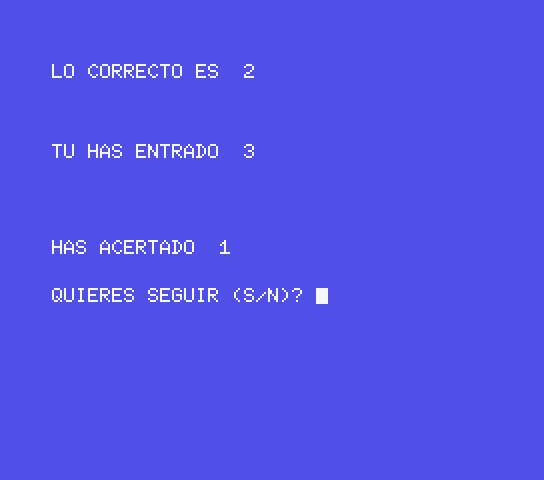 LO CORRECTO ES  2
TU HAS ENTRADO  3
HAS ACERTADO  1
QUIERES SEGUIR (S/N)?